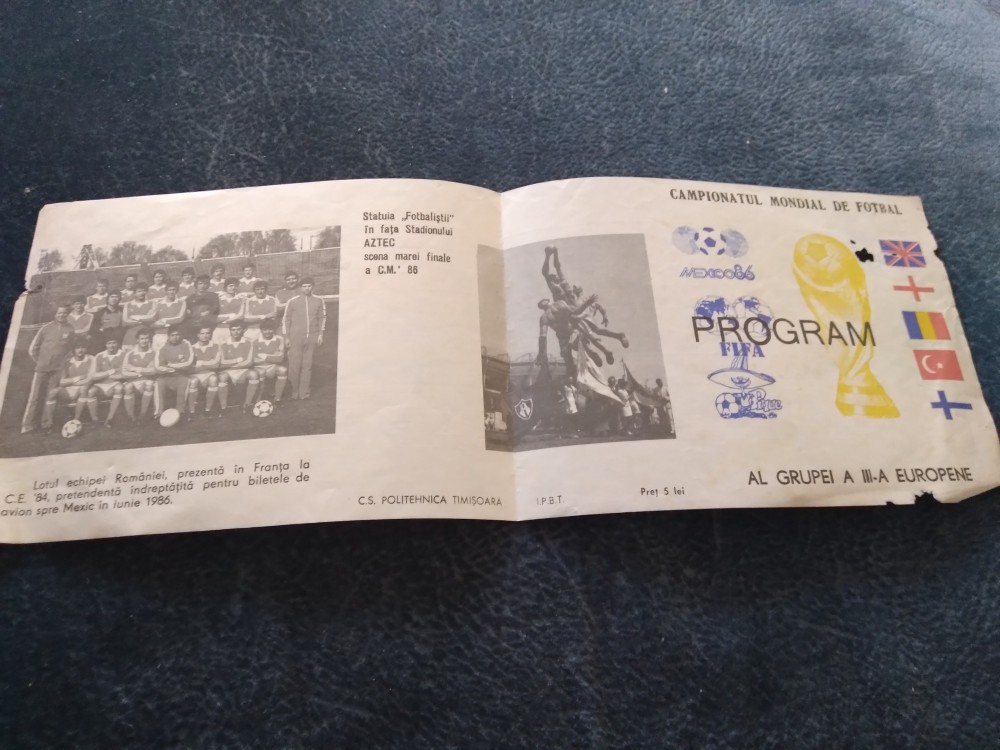 Statuia „Fotbaliştii"
în faţa Stadionului
AZTEC
scena marei finale
a C.M.' 86
Lotul echipei României, prezentă în Franţa la
C.E. '84, pretendentă îndreptăţită pentru biletele de
avion spre Mexic în iunie 1986.
C.S. POLITEHNICA TIMIŞOARA
I.P.B.T.
Preţ 5 lei
CAMPIONATUL MONDIAL DE FOTBAL
MEXICO86
PROGRAM
FIFA
Pique
AL GRUPEI A III-A EUROPENE